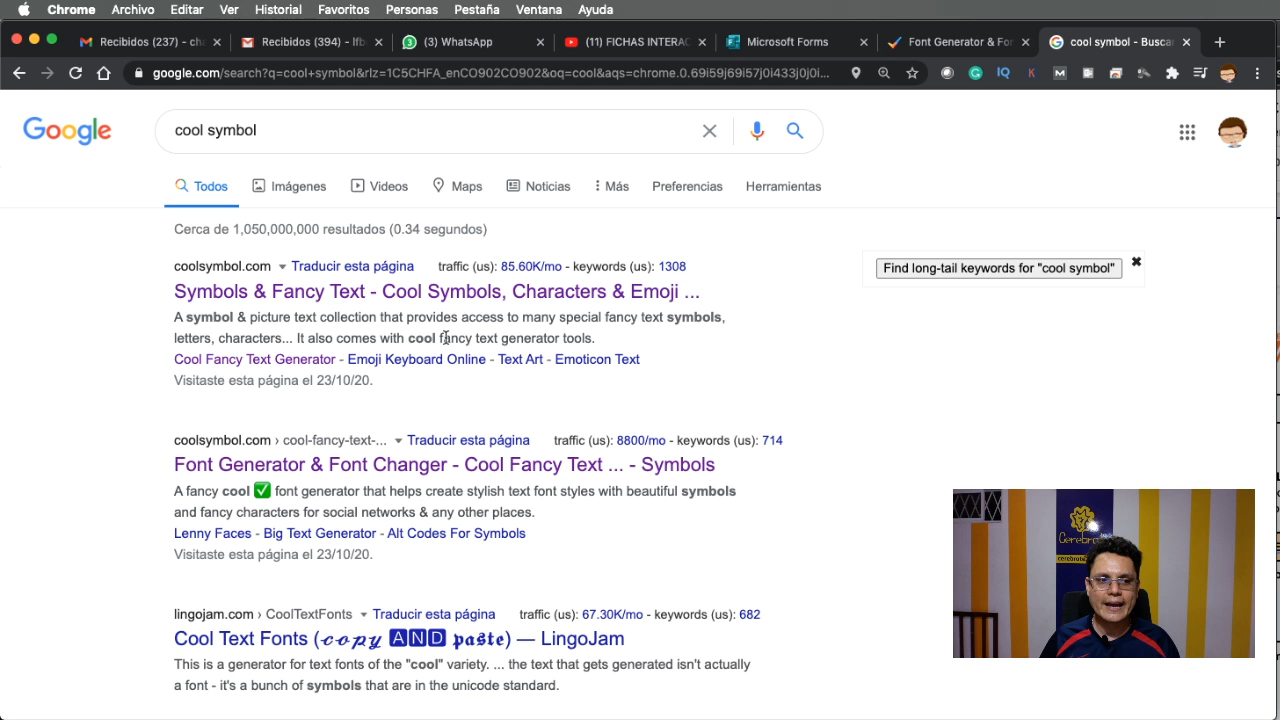 Chrome Archivo Editar Ver Historial Favoritos Personas Pestaña Ventana Ayuda
Recibidos (237) - ch
Recibidos (394) - lfb
(3) WhatsApp
(11) FICHAS INTERAC
Microsoft Forms
Font Generator & Fon
cool symbol - Buscar
google.com/search?q=cool+symbol&rlz=1C5CHFA_enCO902CO902&oq=cool&aqs=chrome.0.69i59j69i57j0i433j0j0i...
Google
cool symbol
Todos Imágenes Videos Maps Noticias Más Preferencias Herramientas
Cerca de 1,050,000,000 resultados (0.34 segundos)
coolsymbol.com Traducir esta página traffic (us): 85.60K/mo - keywords (us): 1308
Find long-tail keywords for "cool symbol"
Symbols & Fancy Text - Cool Symbols, Characters & Emoji ...
A symbol & picture text collection that provides access to many special fancy text symbols,
letters, characters... It also comes with cool fancy text generator tools.
Cool Fancy Text Generator - Emoji Keyboard Online - Text Art - Emoticon Text
Visitaste esta página el 23/10/20.
coolsymbol.com › cool-fancy-text-... Traducir esta página traffic (us): 8800/mo - keywords (us): 714
Font Generator & Font Changer - Cool Fancy Text ... - Symbols
A fancy cool ✅ font generator that helps create stylish text font styles with beautiful symbols
and fancy characters for social networks & any other places.
Lenny Faces - Big Text Generator - Alt Codes For Symbols
Visitaste esta página el 23/10/20.
lingojam.com › CoolTextFonts Traducir esta página traffic (us): 67.30K/mo - keywords (us): 682
Cool Text Fonts (𝓬𝓸𝓹𝔂 🅰🅽🅳 𝖕𝖆𝖘𝖙𝖊) — LingoJam
This is a generator for text fonts of the "cool" variety. ... the text that gets generated isn't actually
a font - it's a bunch of symbols that are in the unicode standard.